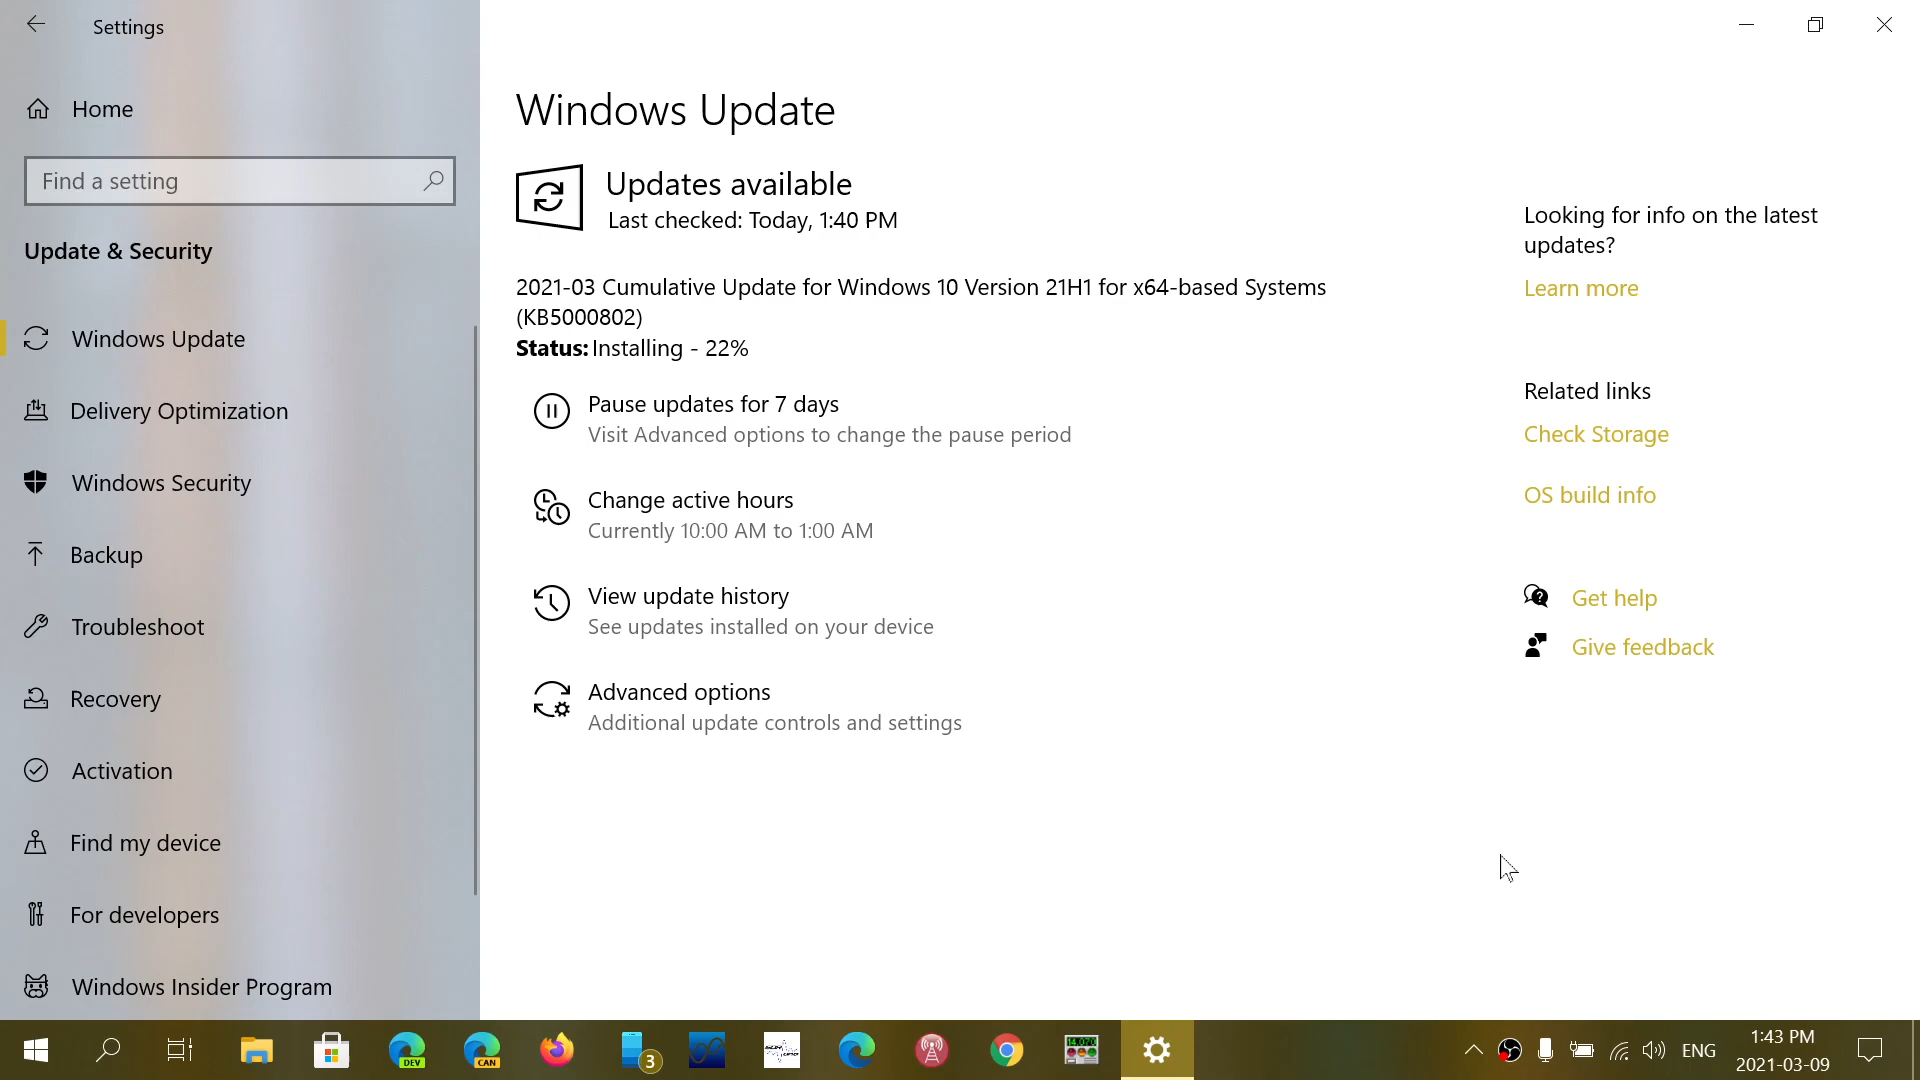 Settings
Home
Find a setting
Update & Security
Windows Update
Delivery Optimization
Windows Security
Backup
Troubleshoot
Recovery
Activation
Find my device
For developers
Windows Insider Program
Windows Update
Updates available
Last checked: Today, 1:40 PM
2021-03 Cumulative Update for Windows 10 Version 21H1 for x64-based Systems
(KB5000802)
Status: Installing - 22%
Pause updates for 7 days
Visit Advanced options to change the pause period
Change active hours
Currently 10:00 AM to 1:00 AM
View update history
See updates installed on your device
Advanced options
Additional update controls and settings
Looking for info on the latest
updates?
Learn more
Related links
Check Storage
OS build info
Get help
Give feedback
DEV
CAN
3
ENG
1:43 PM
2021-03-09